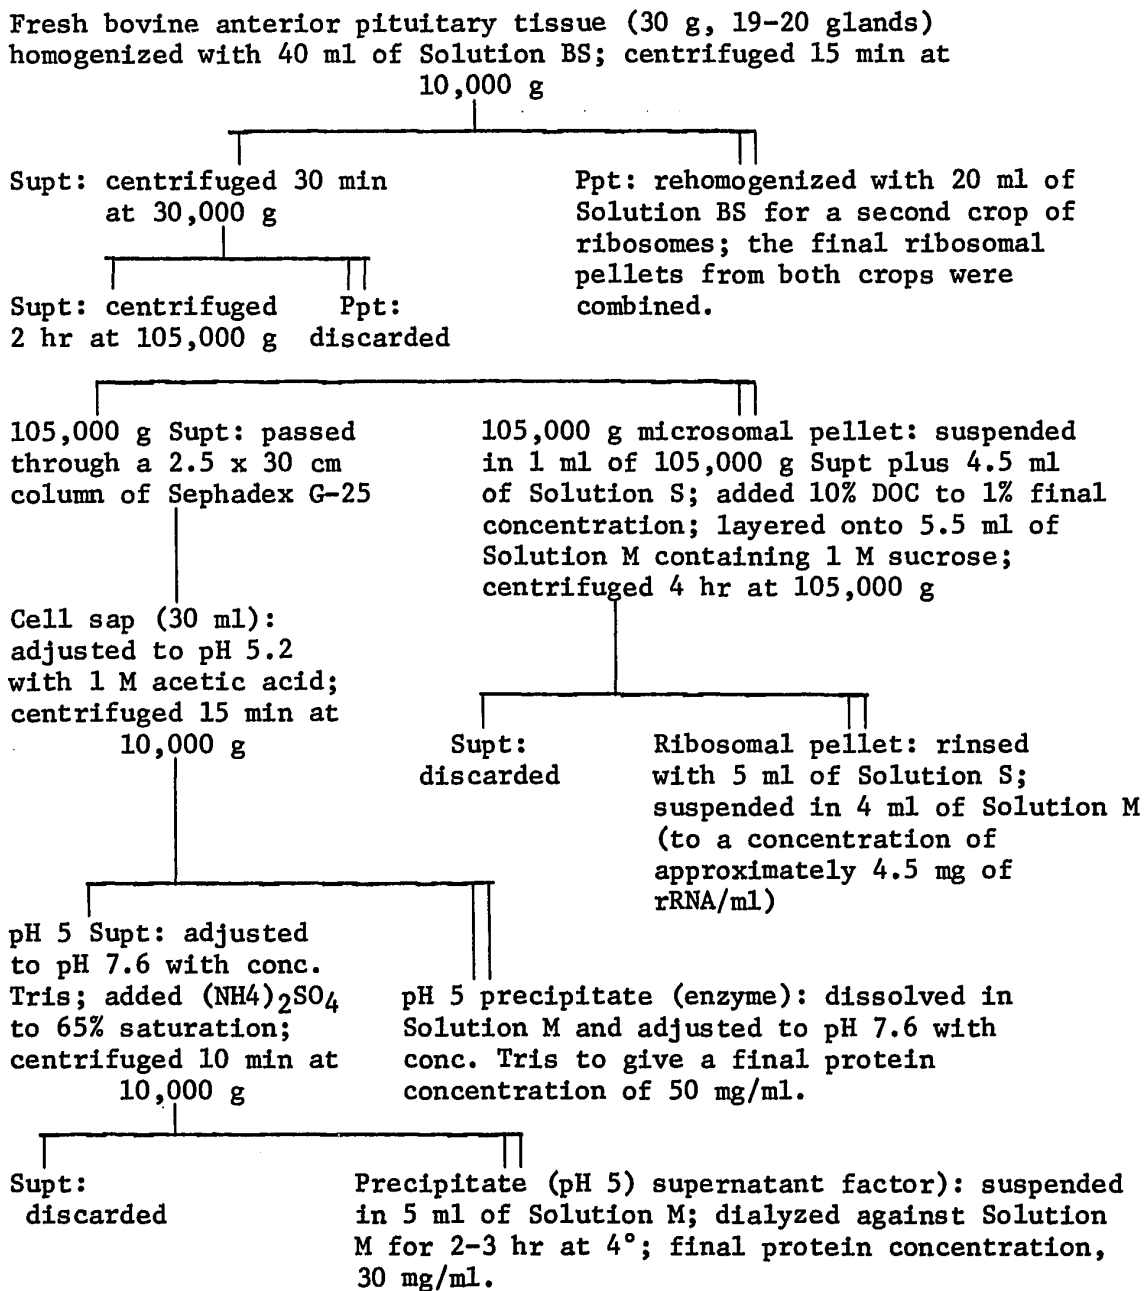 Fresh bovine anterior pituitary tissue (30 g, 19-20 glands)
homogenized with 40 ml of Solution BS; centrifuged 15 min at
10,000 g
Supt: centrifuged 30 min
at 30,000 g
Ppt: rehomogenized with 20 ml of
Solution BS for a second crop of
ribosomes; the final ribosomal
pellets from both crops were
combined.
Supt: centrifuged
2 hr at 105,000 g
Ppt:
discarded
105,000 g Supt: passed
through a 2.5 x 30 cm
column of Sephadex G-25
105,000 g microsomal pellet: suspended
in 1 ml of 105,000 g Supt plus 4.5 ml
of Solution S; added 10% DOC to 1% final
concentration; layered onto 5.5 ml of
Solution M containing 1 M sucrose;
centrifuged 4 hr at 105,000 g
Cell sap (30 ml):
adjusted to pH 5.2
with 1 M acetic acid;
centrifuged 15 min at
10,000 g
Supt:
discarded
Ribosomal pellet: rinsed
with 5 ml of Solution S;
suspended in 4 ml of Solution M
(to a concentration of
approximately 4.5 mg of
rRNA/ml)
pH 5 Supt: adjusted
to pH 7.6 with conc.
Tris; added (NH4)2SO4
to 65% saturation;
centrifuged 10 min at
10,000 g
pH 5 precipitate (enzyme): dissolved in
Solution M and adjusted to pH 7.6 with
conc. Tris to give a final protein
concentration of 50 mg/ml.
Supt:
discarded
Precipitate (pH 5) supernatant factor): suspended
in 5 ml of Solution M; dialyzed against Solution
M for 2-3 hr at 4°; final protein concentration,
30 mg/ml.